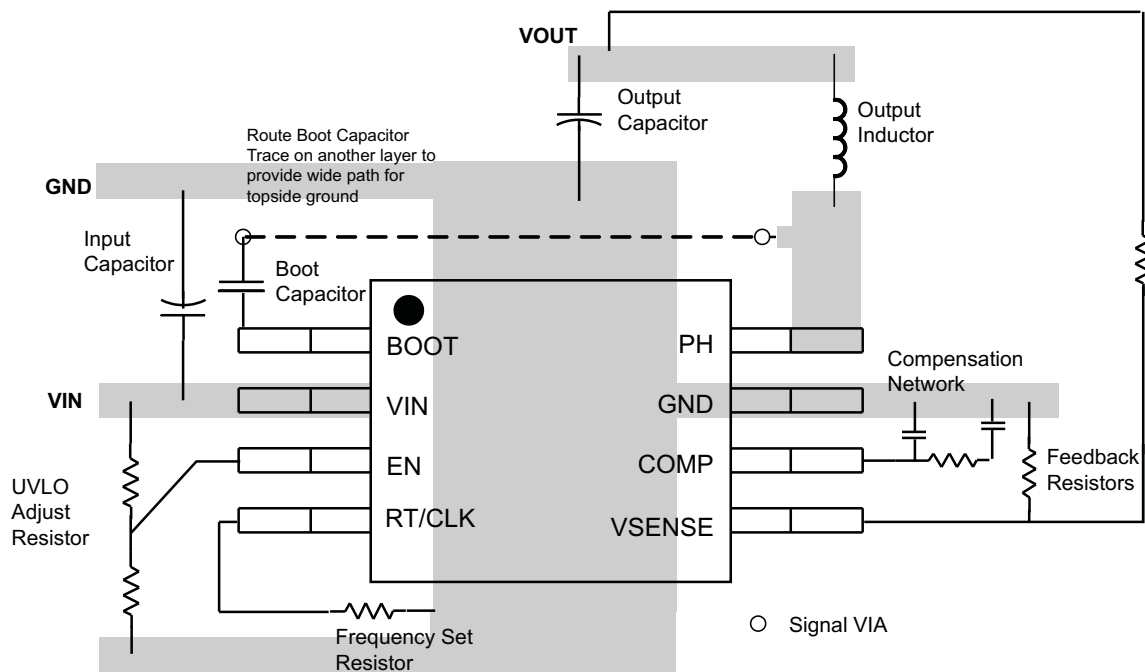 VOUT
Output
Capacitor
Output
Inductor
Route Boot Capacitor
Trace on another layer to
provide wide path for
topside ground
GND
Input
Capacitor
Boot
Capacitor
BOOT
PH
Compensation
Network
VIN
VIN
GND
EN
COMP
Feedback
Resistors
UVLO
Adjust
Resistor
RT/CLK
VSENSE
Frequency Set
Resistor
Signal VIA